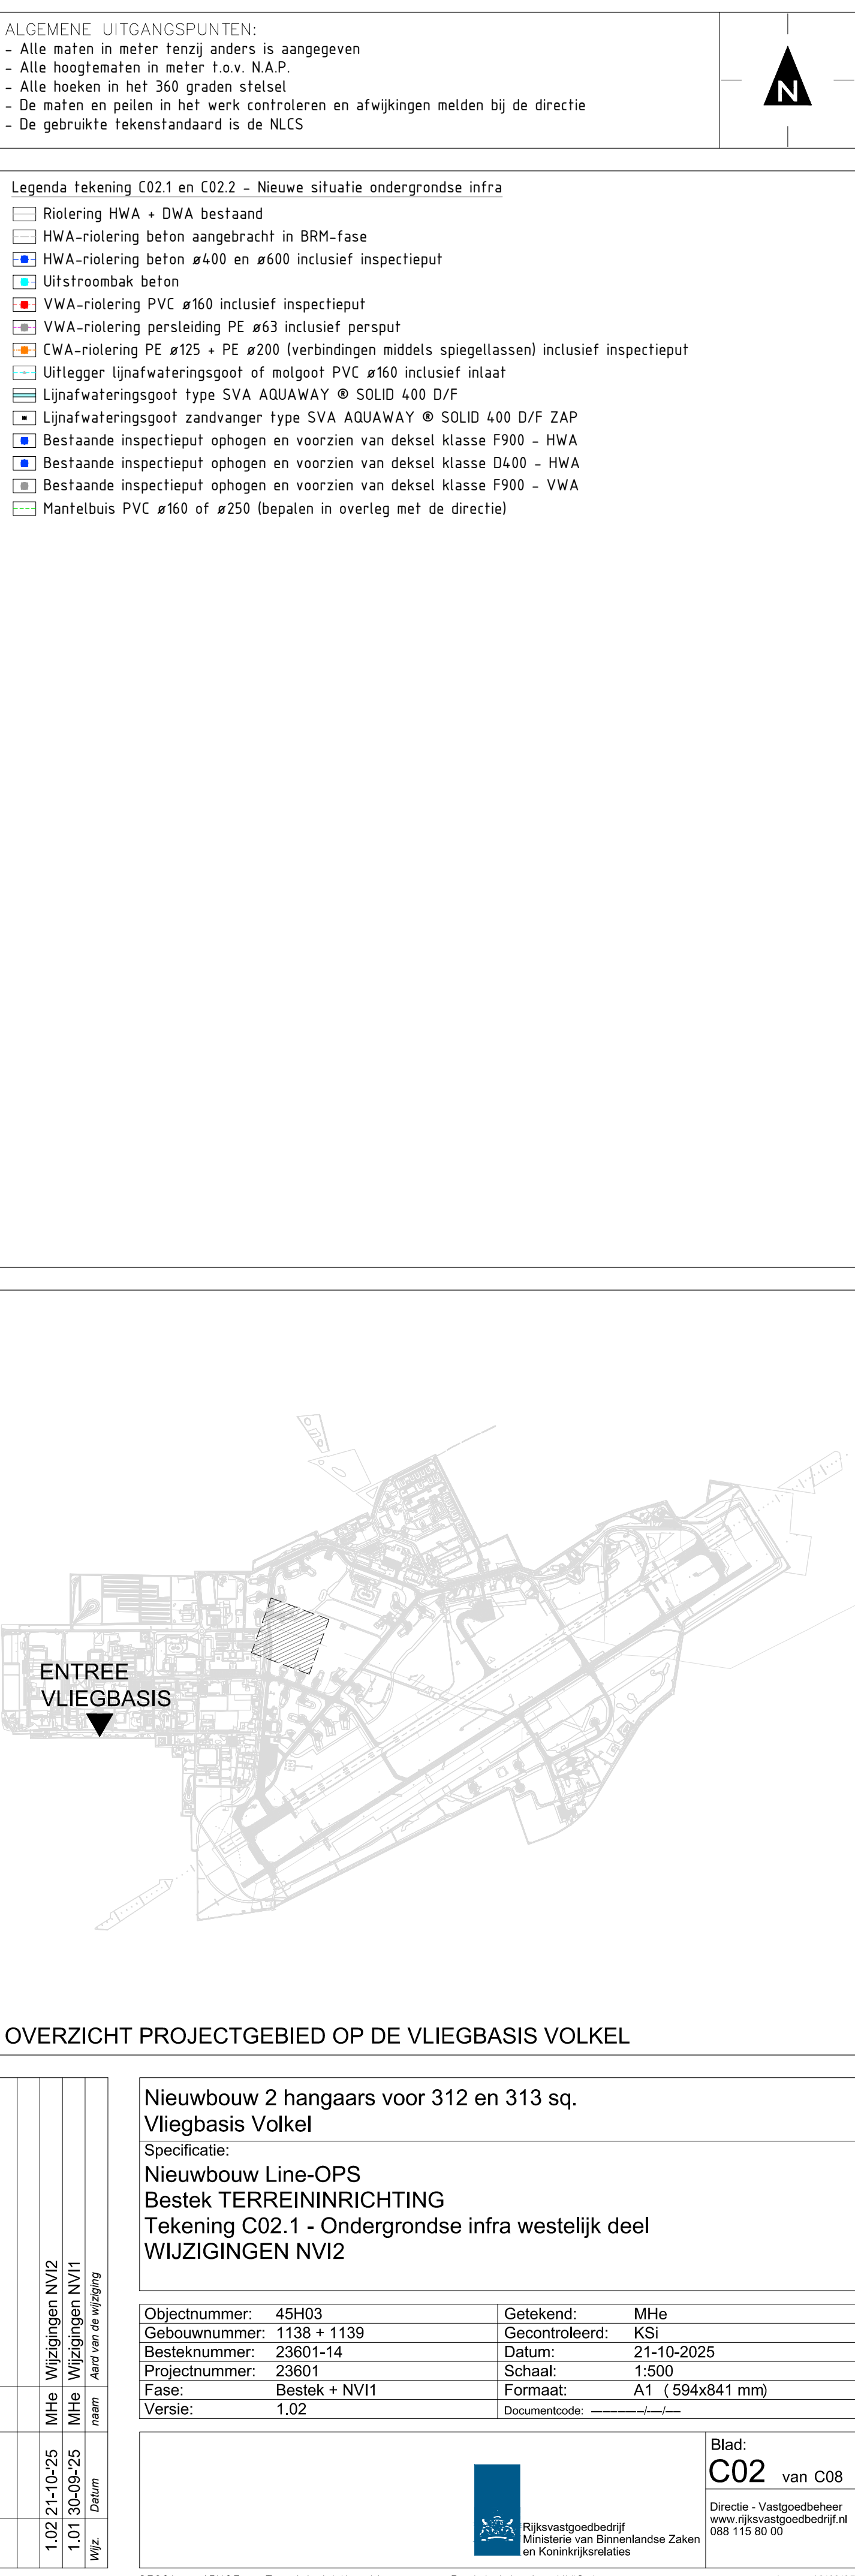 ALGEMENE UITGANGSPUNTEN:
- Alle maten in meter tenzij anders is aangegeven
- Alle hoogtematen in meter t.o.v. N.A.P.
- Alle hoeken in het 360 graden stelsel
- De maten en peilen in het werk controleren en afwijkingen melden bij de directie
- De gebruikte tekenstandaard is de NLCS
N
Legenda tekening C02.1 en C02.2 - Nieuwe situatie ondergrondse infra
Riolering HWA + DWA bestaand
HWA-riolering beton aangebracht in BRM-fase
HWA-riolering beton ø400 en ø600 inclusief inspectieput
Uitstroombak beton
VWA-riolering PVC ø160 inclusief inspectieput
VWA-riolering persleiding PE ø63 inclusief persput
CWA-riolering PE ø125 + PE ø200 (verbindingen middels spiegellassen) inclusief inspectieput
Uitlegger lijnafwateringsgoot of molgoot PVC ø160 inclusief inlaat
Lijnafwateringsgoot type SVA AQUAWAY ® SOLID 400 D/F
Lijnafwateringsgoot zandvanger type SVA AQUAWAY ® SOLID 400 D/F ZAP
Bestaande inspectieput ophogen en voorzien van deksel klasse F900 - HWA
Bestaande inspectieput ophogen en voorzien van deksel klasse D400 - HWA
Bestaande inspectieput ophogen en voorzien van deksel klasse F900 - VWA
Mantelbuis PVC ø160 of ø250 (bepalen in overleg met de directie)
ENTREE
VLIEGBASIS
OVERZICHT PROJECTGEBIED OP DE VLIEGBASIS VOLKEL
1.02 21-10-'25 MHe Wijzigingen NVI2
1.01 30-09-'25 MHe Wijzigingen NVI1
Wijz. Datum naam Aard van de wijziging
Nieuwbouw 2 hangaars voor 312 en 313 sq.
Vliegbasis Volkel
Specificatie:
Nieuwbouw Line-OPS
Bestek TERREININRICHTING
Tekening C02.1 - Ondergrondse infra westelijk deel
WIJZIGINGEN NVI2
Objectnummer: 45H03 Getekend: MHe
Gebouwnummer: 1138 + 1139 Gecontroleerd: KSi
Besteknummer: 23601-14 Datum: 21-10-2025
Projectnummer: 23601 Schaal: 1:500
Fase: Bestek + NVI1 Formaat: A1 ( 594x841 mm)
Versie: 1.02 Documentcode: -------/--/--
Rijksvastgoedbedrijf
Ministerie van Binnenlandse Zaken
en Koninkrijksrelaties
Blad:
C02 van C08
Directie - Vastgoedbeheer
www.rijksvastgoedbedrijf.nl
088 115 80 00